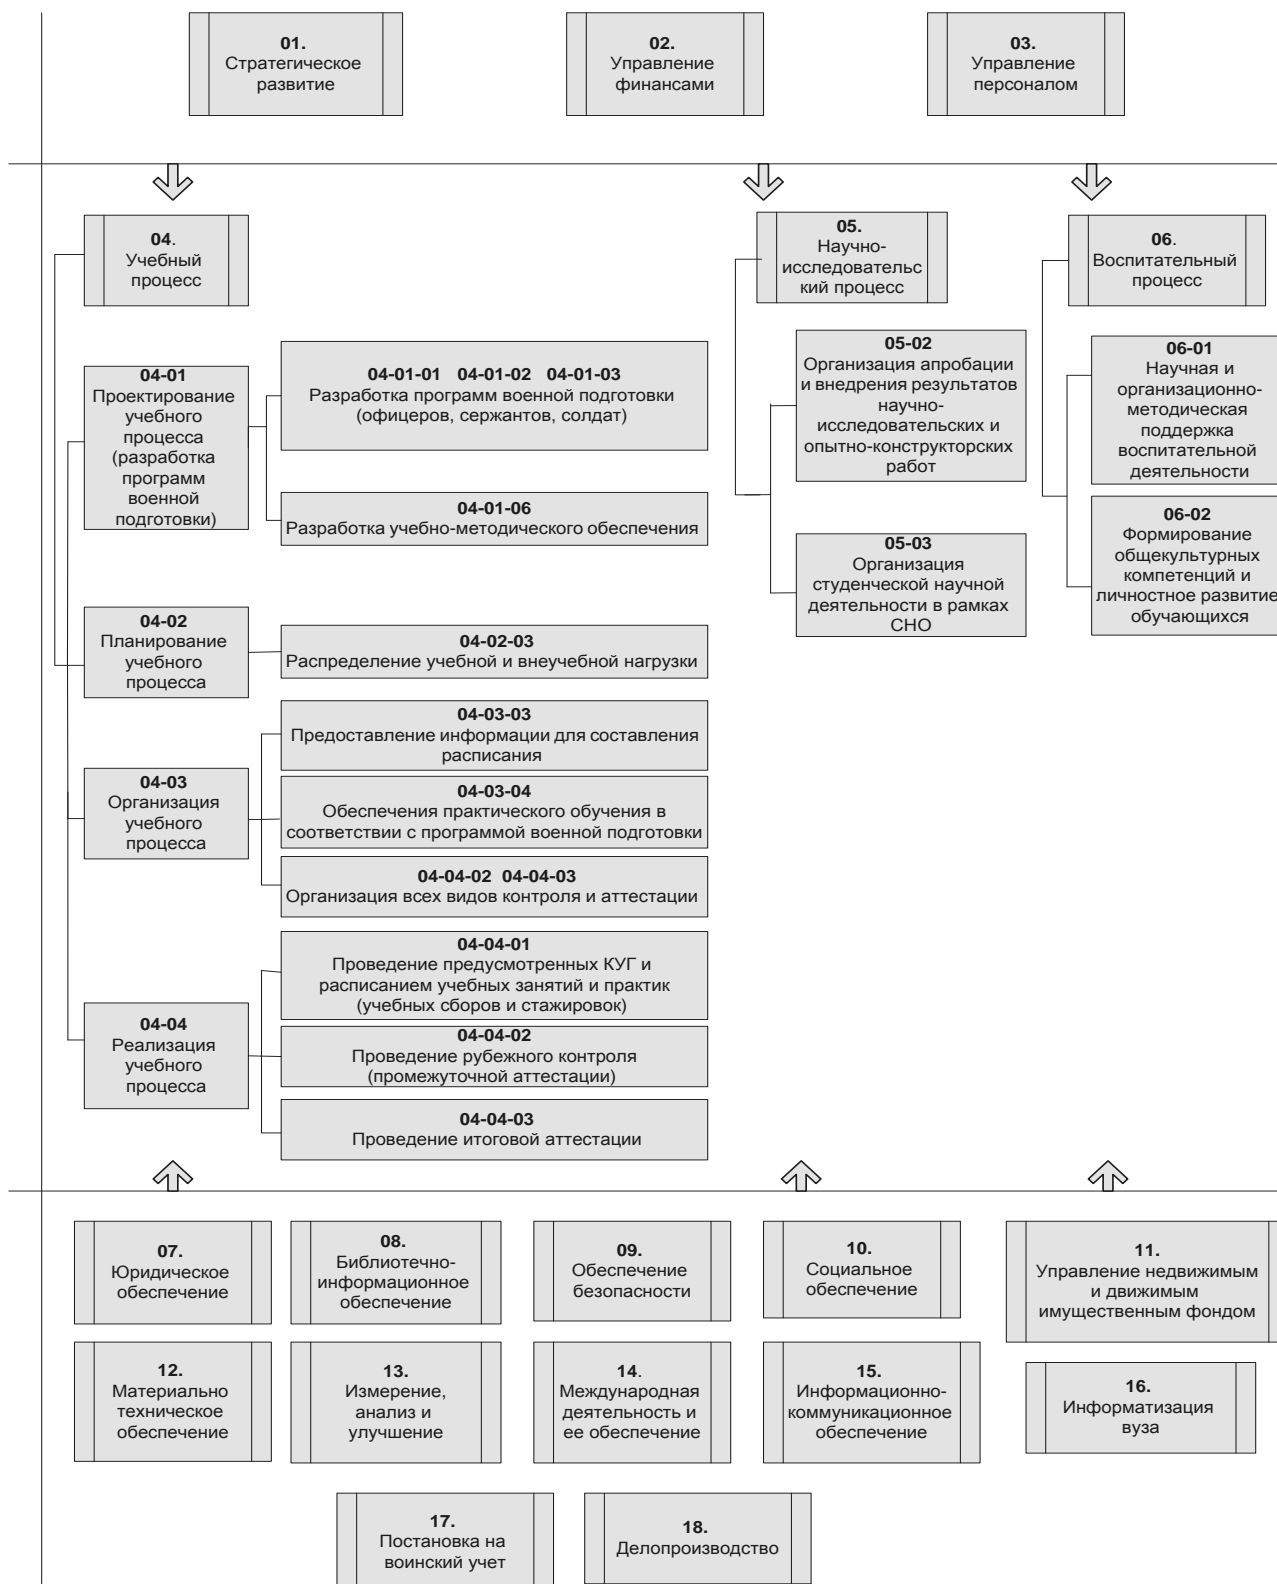 01.
Стратегическое
развитие
02.
Управление
финансами
03.
Управление
персоналом
04.
Учебный
процесс
05.
Научно-
исследовательс
кий процесс
06.
Воспитательный
процесс
04-01
Проектирование
учебного
процесса
(разработка
программ
военной
подготовки)
04-01-01 04-01-02 04-01-03
Разработка программ военной подготовки
(офицеров, сержантов, солдат)
04-01-06
Разработка учебно-методического обеспечения
05-02
Организация апробации
и внедрения результатов
научно-
исследовательских и
опытно-конструкторских
работ
05-03
Организация
студенческой научной
деятельности в рамках
СНО
06-01
Научная и
организационно-
методическая
поддержка
воспитательной
деятельности
06-02
Формирование
общекультурных
компетенций и
личностное развитие
обучающихся
04-02
Планирование
учебного
процесса
04-02-03
Распределение учебной и внеучебной нагрузки
04-03
Организация
учебного
процесса
04-03-03
Предоставление информации для составления
расписания
04-03-04
Обеспечения практического обучения в
соответствии с программой военной подготовки
04-04-02 04-04-03
Организация всех видов контроля и аттестации
04-04
Реализация
учебного
процесса
04-04-01
Проведение предусмотренных КУГ и
расписанием учебных занятий и практик
(учебных сборов и стажировок)
04-04-02
Проведение рубежного контроля
(промежуточной аттестации)
04-04-03
Проведение итоговой аттестации
07.
Юридическое
обеспечение
08.
Библиотечно-
информационное
обеспечение
09.
Обеспечение
безопасности
10.
Социальное
обеспечение
11.
Управление недвижимым
и движимым
имущественным фондом
12.
Материально
техническое
обеспечение
13.
Измерение,
анализ и
улучшение
14.
Международная
деятельность и
ее обеспечение
15.
Информационно-
коммуникационное
обеспечение
16.
Информатизация
вуза
17.
Постановка на
воинский учет
18.
Делопроизводство